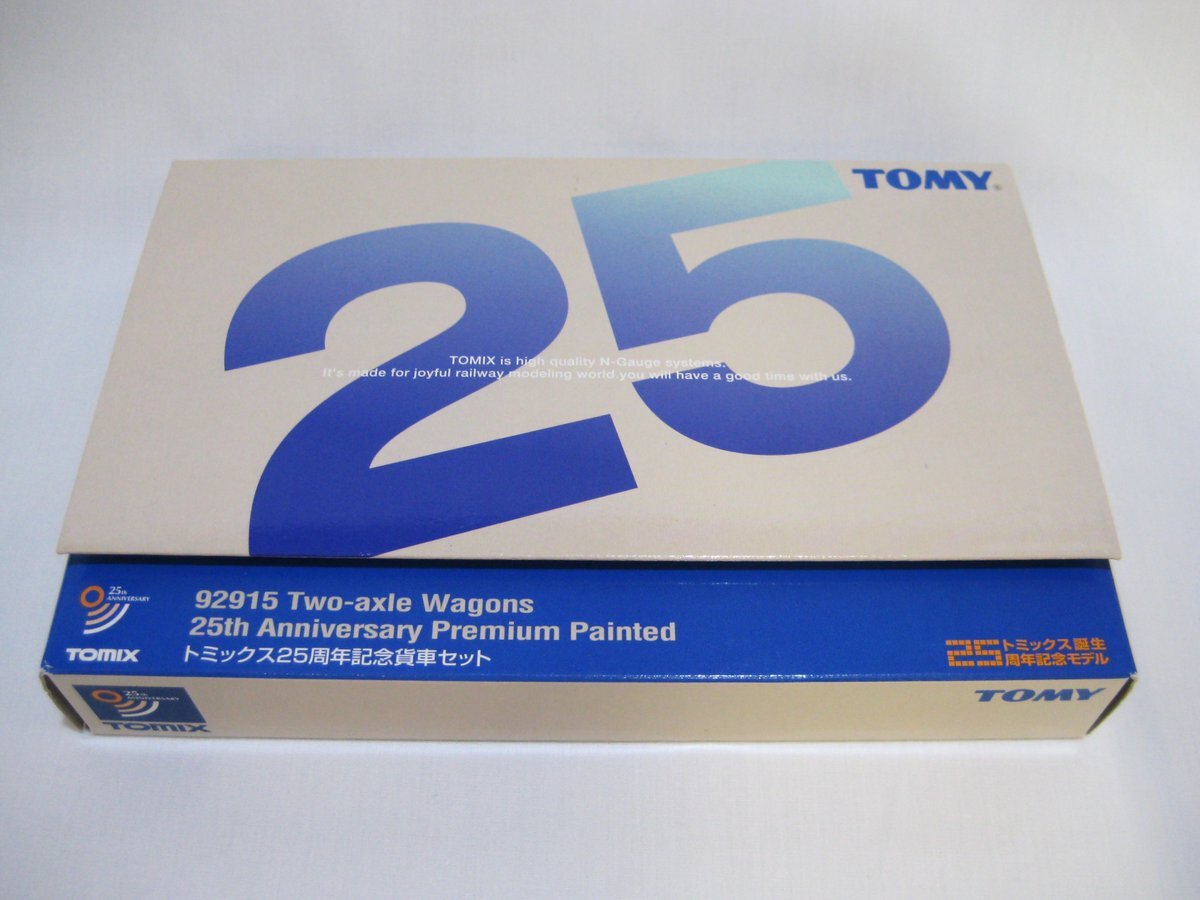 25
TOMY®
TOMIX is high quality N-Gauge systems.
It's made for joyful railway modeling world.you will have a good time with us.
25th
ANNIVERSARY
TOMIX
92915 Two-axle Wagons
25th Anniversary Premium Painted
トミックス25周年記念貨車セット
25 トミックス誕生
周年記念モデル
25th
ANNIVERSARY
TOMIX
TOMY